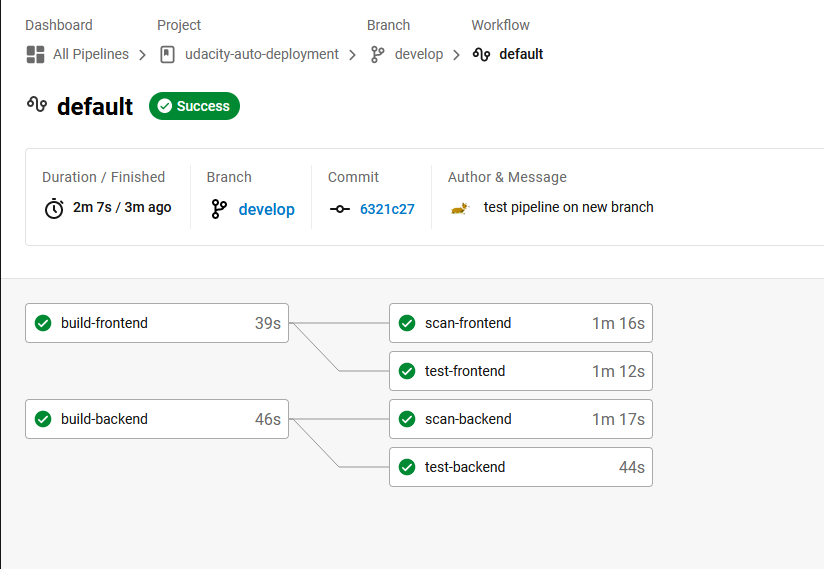 Dashboard Project Branch Workflow
All Pipelines udacity-auto-deployment develop default
default Success
Duration / Finished Branch Commit Author & Message
2m 7s / 3m ago develop 6321c27 test pipeline on new branch
build-frontend 39s scan-frontend 1m 16s
test-frontend 1m 12s
build-backend 46s scan-backend 1m 17s
test-backend 44s